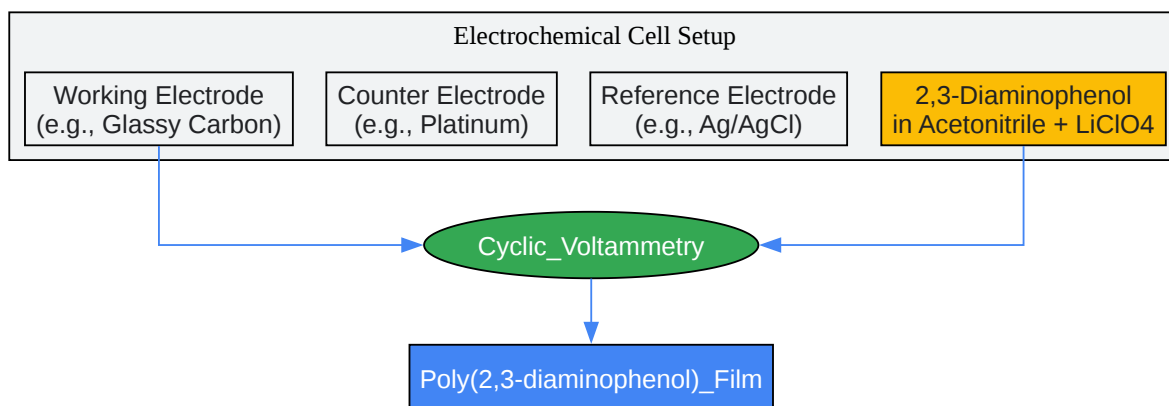 Electrochemical Cell Setup
Working Electrode
(e.g., Glassy Carbon)
Counter Electrode
(e.g., Platinum)
Reference Electrode
(e.g., Ag/AgCl)
2,3-Diaminophenol
in Acetonitrile + LiClO4
Cyclic_Voltammetry
Poly(2,3-diaminophenol)_Film